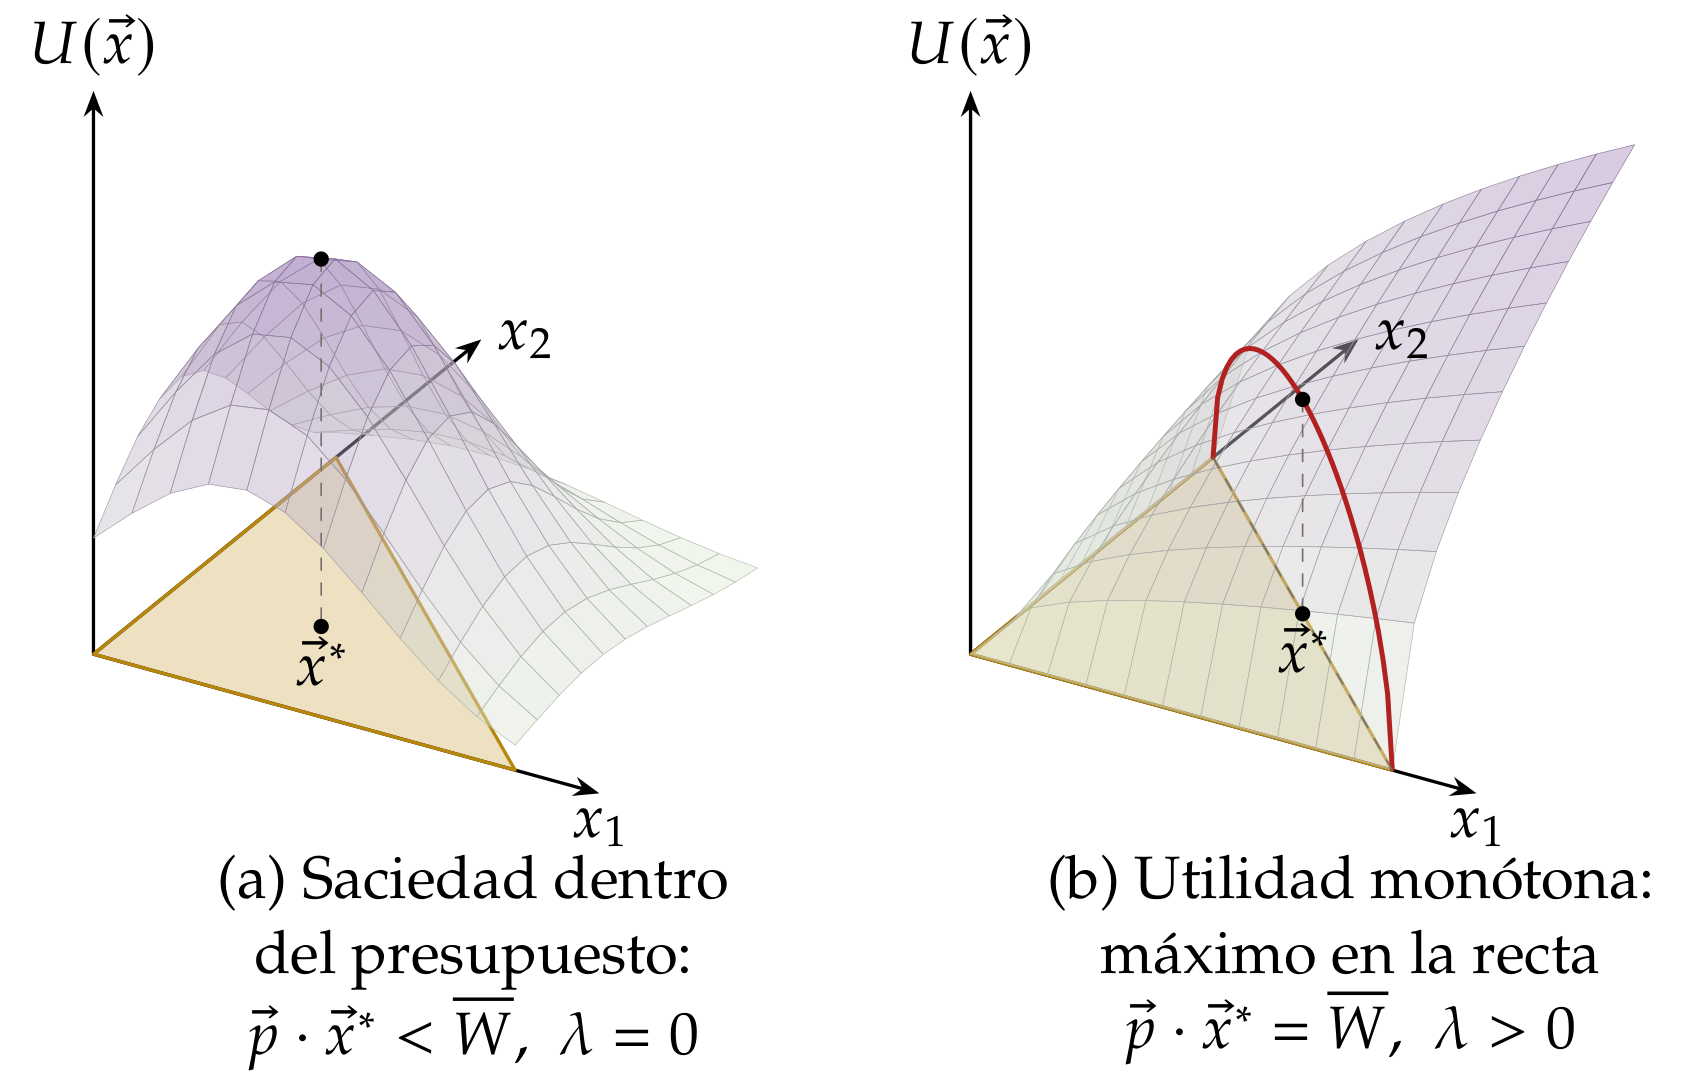 U(x⃗)
x₂
x⃗*
x₁
(a) Saciedad dentro
del presupuesto:
p⃗ · x⃗* < W̅, λ = 0
U(x⃗)
x₂
x⃗*
x₁
(b) Utilidad monótona:
máximo en la recta
p⃗ · x⃗* = W̅, λ > 0